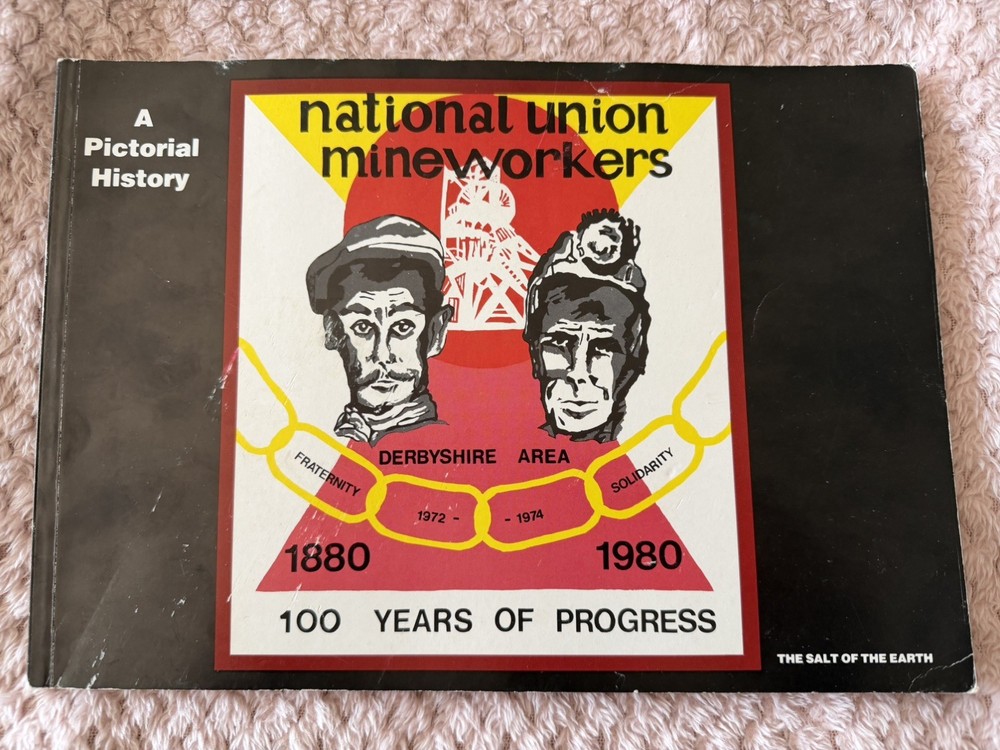 A
Pictorial
History
national union
mineworkers
DERBYSHIRE AREA
FRATERNITY
1972 -
- 1974
SOLIDARITY
1880
1980
100 YEARS OF PROGRESS
THE SALT OF THE EARTH